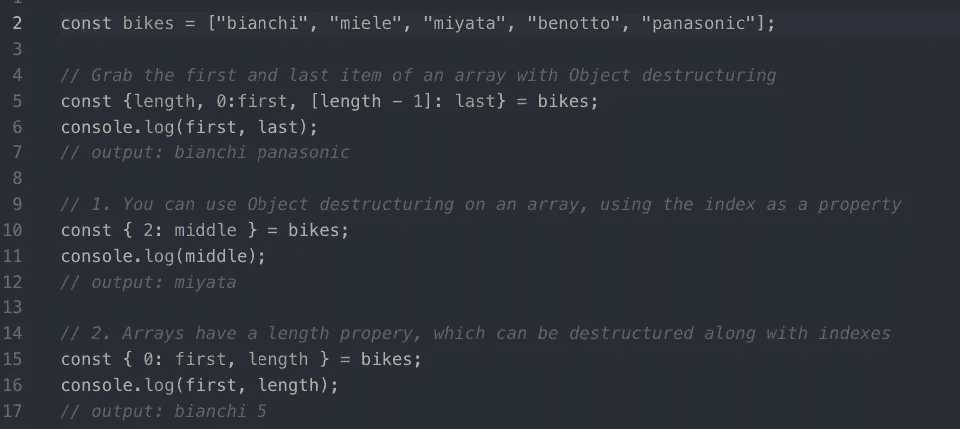 2 const bikes = ["bianchi", "miele", "miyata", "benotto", "panasonic"];
3
4 // Grab the first and last item of an array with Object destructuring
5 const {length, 0:first, [length - 1]: last} = bikes;
6 console.log(first, last);
7 // output: bianchi panasonic
8
9 // 1. You can use Object destructuring on an array, using the index as a property
10 const { 2: middle } = bikes;
11 console.log(middle);
12 // output: miyata
13
14 // 2. Arrays have a length propery, which can be destructured along with indexes
15 const { 0: first, length } = bikes;
16 console.log(first, length);
17 // output: bianchi 5